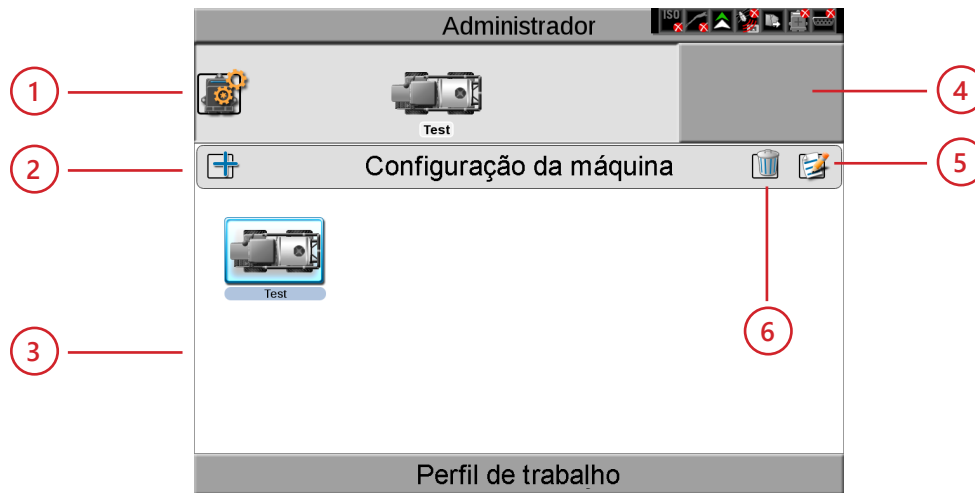 Administrador
ISO
1
Test
4
2
Configuração da máquina
5
Test
6
3
Perfil de trabalho